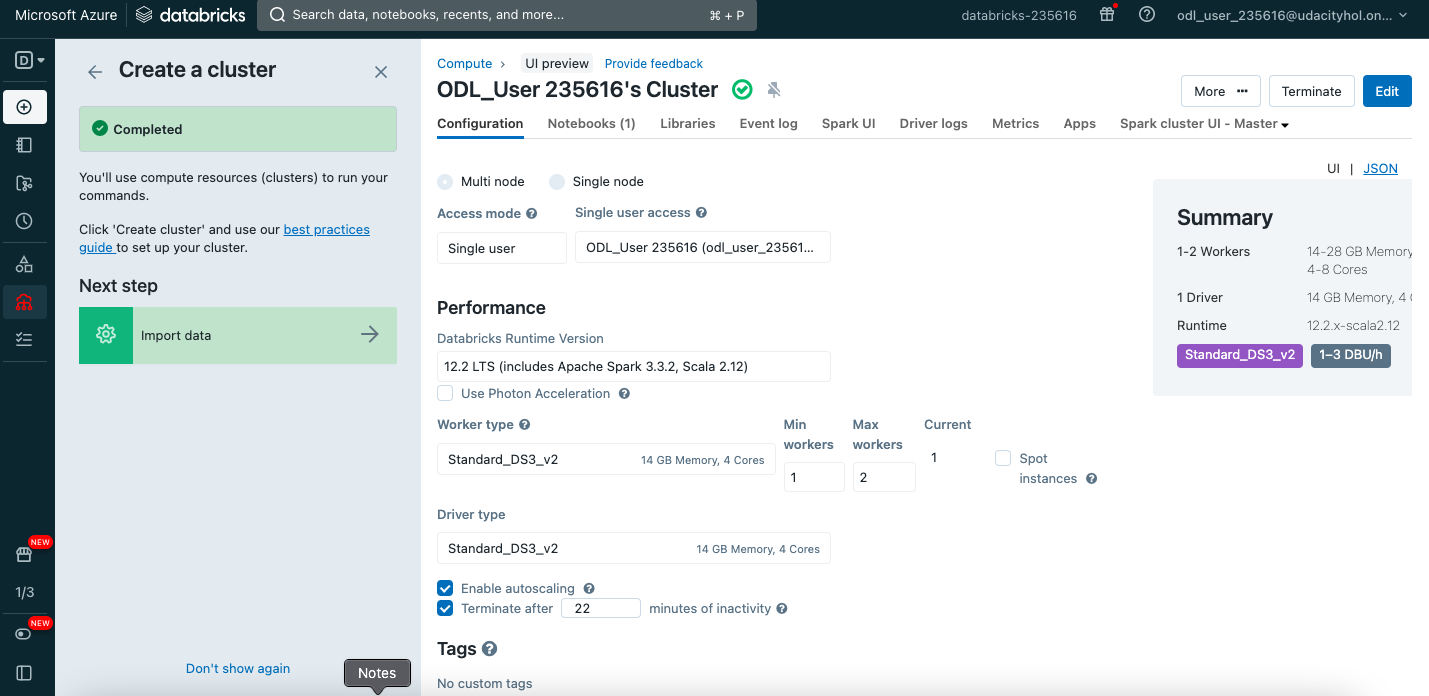 Microsoft Azure
databricks
Search data, notebooks, recents, and more...
⌘ + P
databricks-235616
odl_user_235616@udacityhol.on...
D
NEW
1/3
NEW
Create a cluster
Completed
You'll use compute resources (clusters) to run your
commands.
Click 'Create cluster' and use our best practices
guide to set up your cluster.
Next step
Import data
Don't show again
Notes
Compute › UI preview Provide feedback
ODL_User 235616's Cluster
More ••• Terminate Edit
Configuration Notebooks (1) Libraries Event log Spark UI Driver logs Metrics Apps Spark cluster UI - Master
UI | JSON
Multi node Single node
Access mode ? Single user access ?
Single user ODL_User 235616 (odl_user_23561...
Performance
Databricks Runtime Version
12.2 LTS (includes Apache Spark 3.3.2, Scala 2.12)
Use Photon Acceleration ?
Worker type ? Min workers Max workers Current
Standard_DS3_v2 14 GB Memory, 4 Cores 1 2 1 Spot instances ?
Driver type
Standard_DS3_v2 14 GB Memory, 4 Cores
Enable autoscaling ?
Terminate after 22 minutes of inactivity ?
Tags ?
No custom tags
Summary
1-2 Workers 14-28 GB Memory
4-8 Cores
1 Driver 14 GB Memory, 4
Runtime 12.2.x-scala2.12
Standard_DS3_v2 1–3 DBU/h